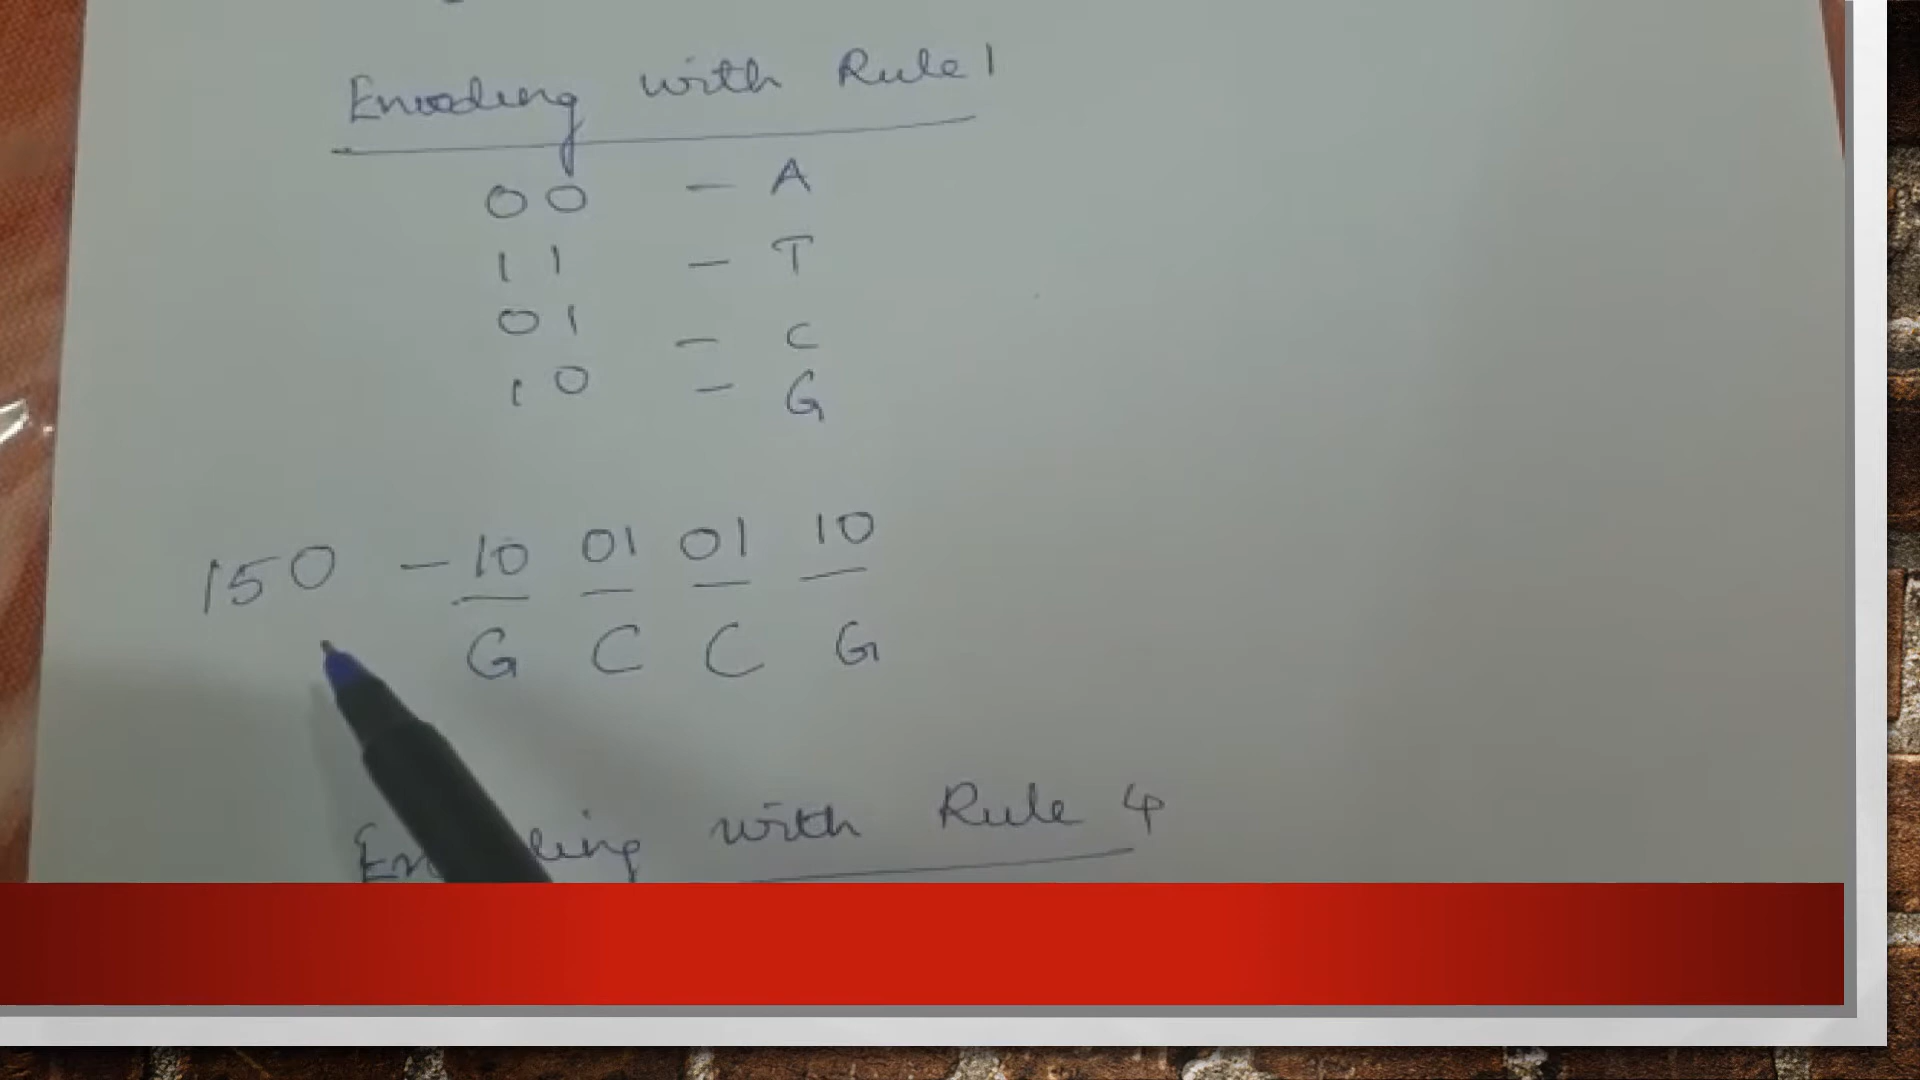 Encoding with Rule 1
00 - A
11 - T
01 - C
10 - G
150 - 10 01 01 10
G C C G
with Rule 4